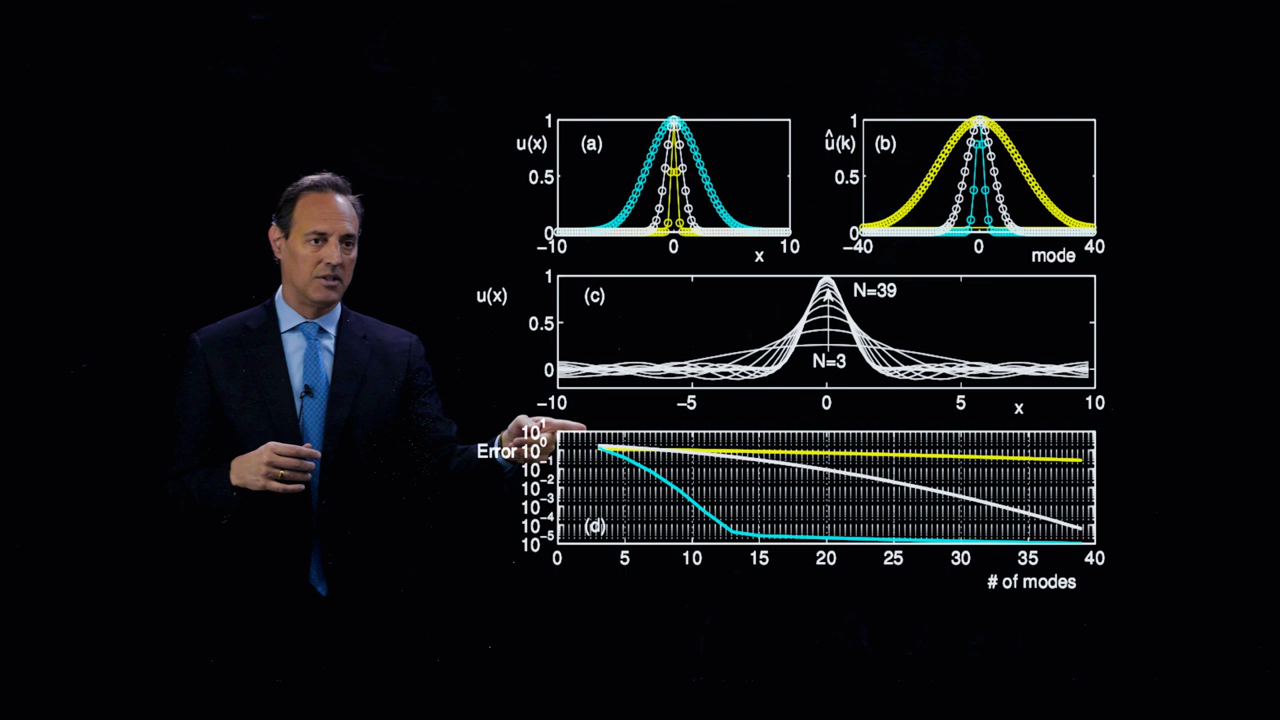 1
u(x)
(a)
0.5
0
−10
0
10
x
1
û(k)
(b)
0.5
0
−40
0
40
mode
1
u(x)
(c)
N=39
0.5
N=3
0
−10
−5
0
5
x
10
10¹
Error
10⁰
10⁻¹
10⁻²
10⁻³
10⁻⁴
(d)
10⁻⁵
10
0
5
10
15
20
25
30
35
40
# of modes